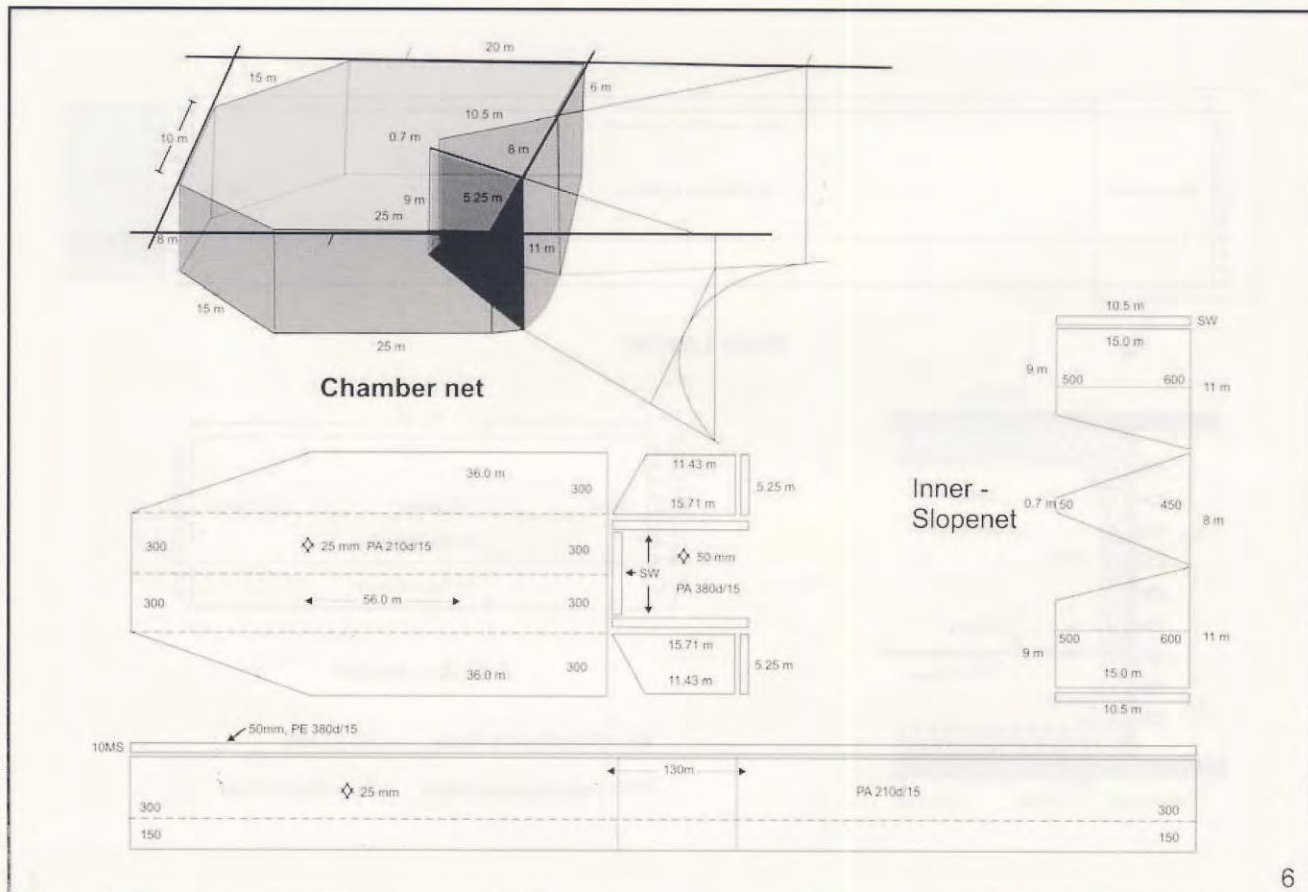 20 m
15 m
6 m
10 m
10.5 m
0.7 m
8 m
9 m
5.25 m
25 m
8 m
11 m
15 m
25 m
Chamber net
10.5 m
SW
15.0 m
9 m
500
600
11 m
Inner -
Slopenet
0.7 m
50
450
8 m
500
600
11 m
9 m
15.0 m
10.5 m
36.0 m
300
11.43 m
5.25 m
15.71 m
300
25 mm PA 210d/15
300
50 mm
SW
PA 380d/15
300
56.0 m
300
15.71 m
36.0 m
300
11.43 m
5.25 m
50mm, PE 380d/15
10MS
130m
25 mm
PA 210d/15
300
300
150
150
6